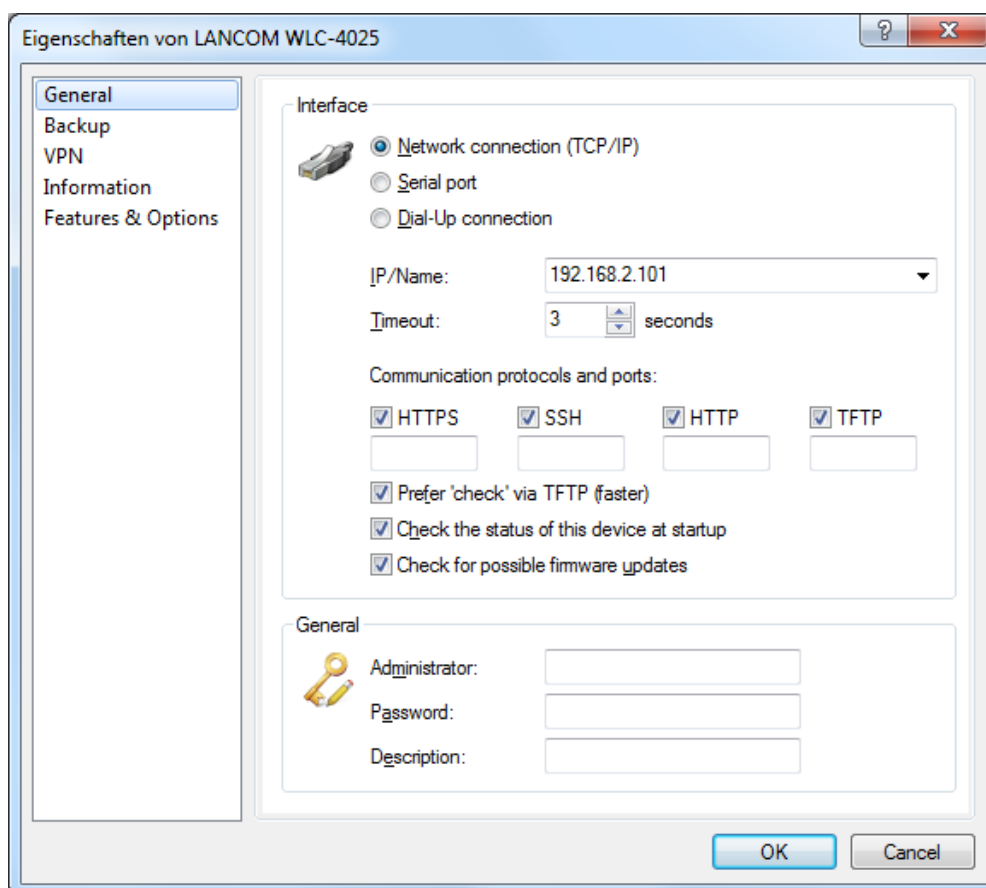 Eigenschaften von LANCOM WLC-4025
General
Backup
VPN
Information
Features & Options
Interface
Network connection (TCP/IP)
Serial port
Dial-Up connection
IP/Name: 192.168.2.101
Timeout: 3 seconds
Communication protocols and ports:
HTTPS SSH HTTP TFTP
Prefer 'check' via TFTP (faster)
Check the status of this device at startup
Check for possible firmware updates
General
Administrator:
Password:
Description:
OK Cancel